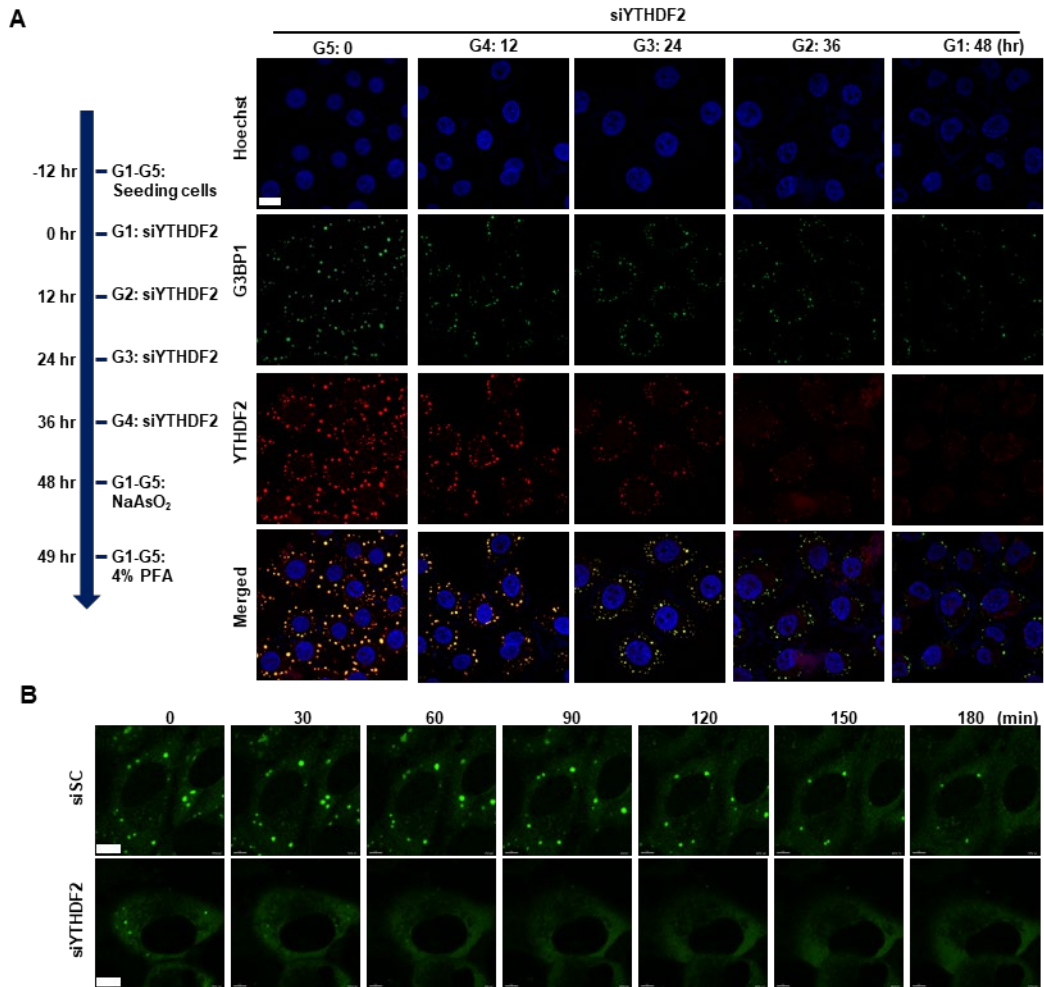 A
siYTHDF2
G5: 0 G4: 12 G3: 24 G2: 36 G1: 48 (hr)
Hoechst
G3BP1
YTHDF2
Merged
-12 hr G1-G5:
Seeding cells
0 hr G1: siYTHDF2
12 hr G2: siYTHDF2
24 hr G3: siYTHDF2
36 hr G4: siYTHDF2
48 hr G1-G5:
NaAsO₂
49 hr G1-G5:
4% PFA
B
0 30 60 90 120 150 180 (min)
siSC
siYTHDF2